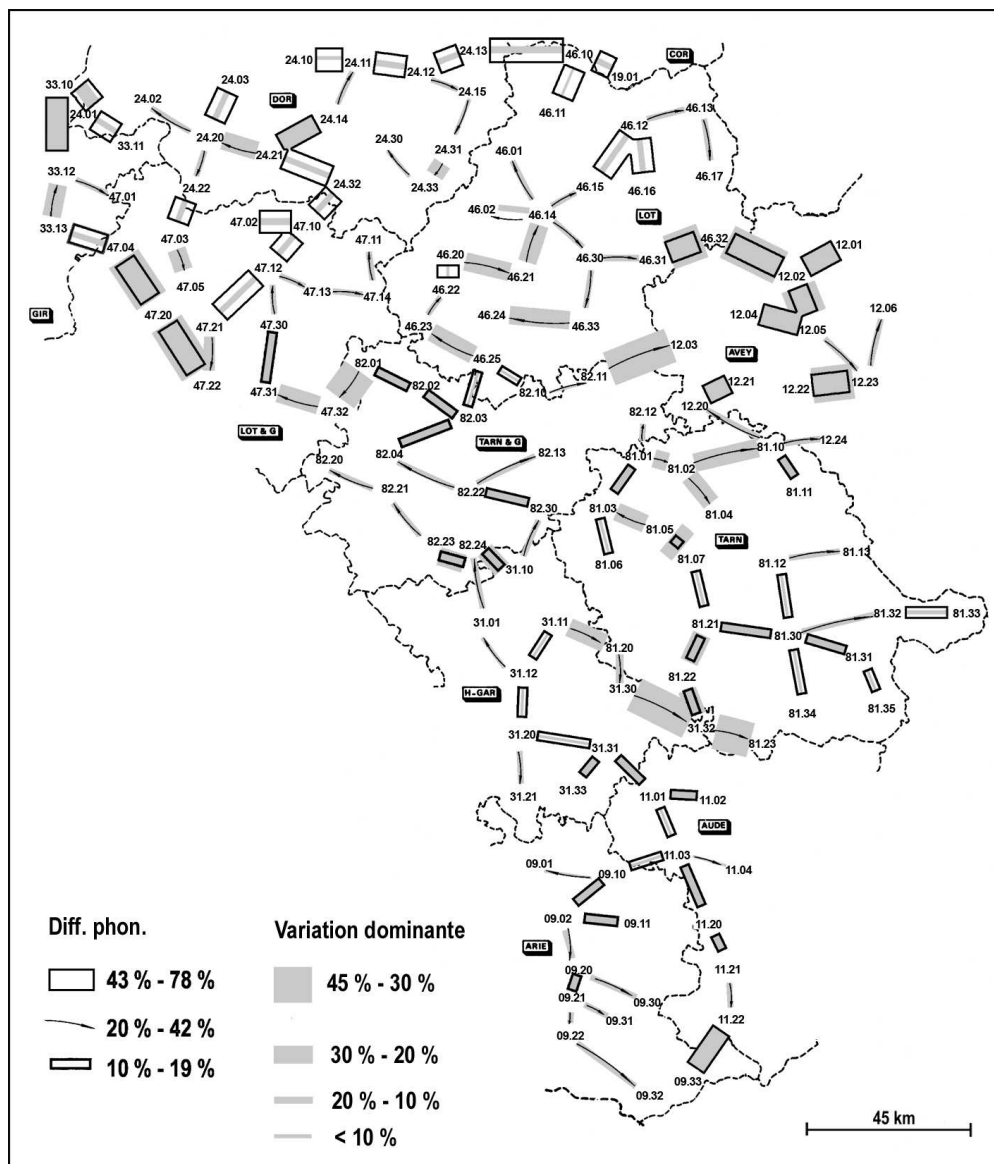 24.10 24.11 24.13 46.10 COR
33.10 24.02 24.03 24.12 24.15 19.01 46.13
24.01 DOR 24.14 46.11 46.12
33.11 24.20 24.21 24.30 24.31 46.01
33.12 24.22 24.32 24.33 46.15 46.16 46.17
47.01 46.02 46.14 LOT
33.13 47.02 47.10 47.11 46.32
47.04 47.03 46.20 46.30 46.31 12.01
47.05 47.12 46.21 12.02
47.13 47.14 46.22
GIR 47.20 47.21 47.30 46.23 46.24 46.33 12.04 12.05 12.06
82.01 46.25 12.03 AVEY
47.22 82.02 82.11 12.21 12.22 12.23
47.31 47.32 82.03 82.10 12.20
LOT & G 82.12
TARN & G 81.10 12.24
82.20 82.04 82.13 81.01 81.02
82.21 82.22 81.11
82.30 81.03 81.04
81.05 TARN
82.23 82.24 81.06 81.07 81.12 81.13
31.10
31.01 31.11 81.21 81.32 81.33
81.20 81.30 81.31
H-GAR 31.12 31.30 81.22
81.34 81.35
31.20 31.31 31.32 81.23
31.21 31.33 11.01 11.02
AUDE
09.01 09.10 11.03 11.04
09.02 09.11 11.20
ARIE 09.20 11.21
09.21 09.30
09.22 09.31 11.22
09.33
09.32
Diff. phon.
43 % - 78 %
20 % - 42 %
10 % - 19 %
Variation dominante
45 % - 30 %
30 % - 20 %
20 % - 10 %
< 10 %
45 km